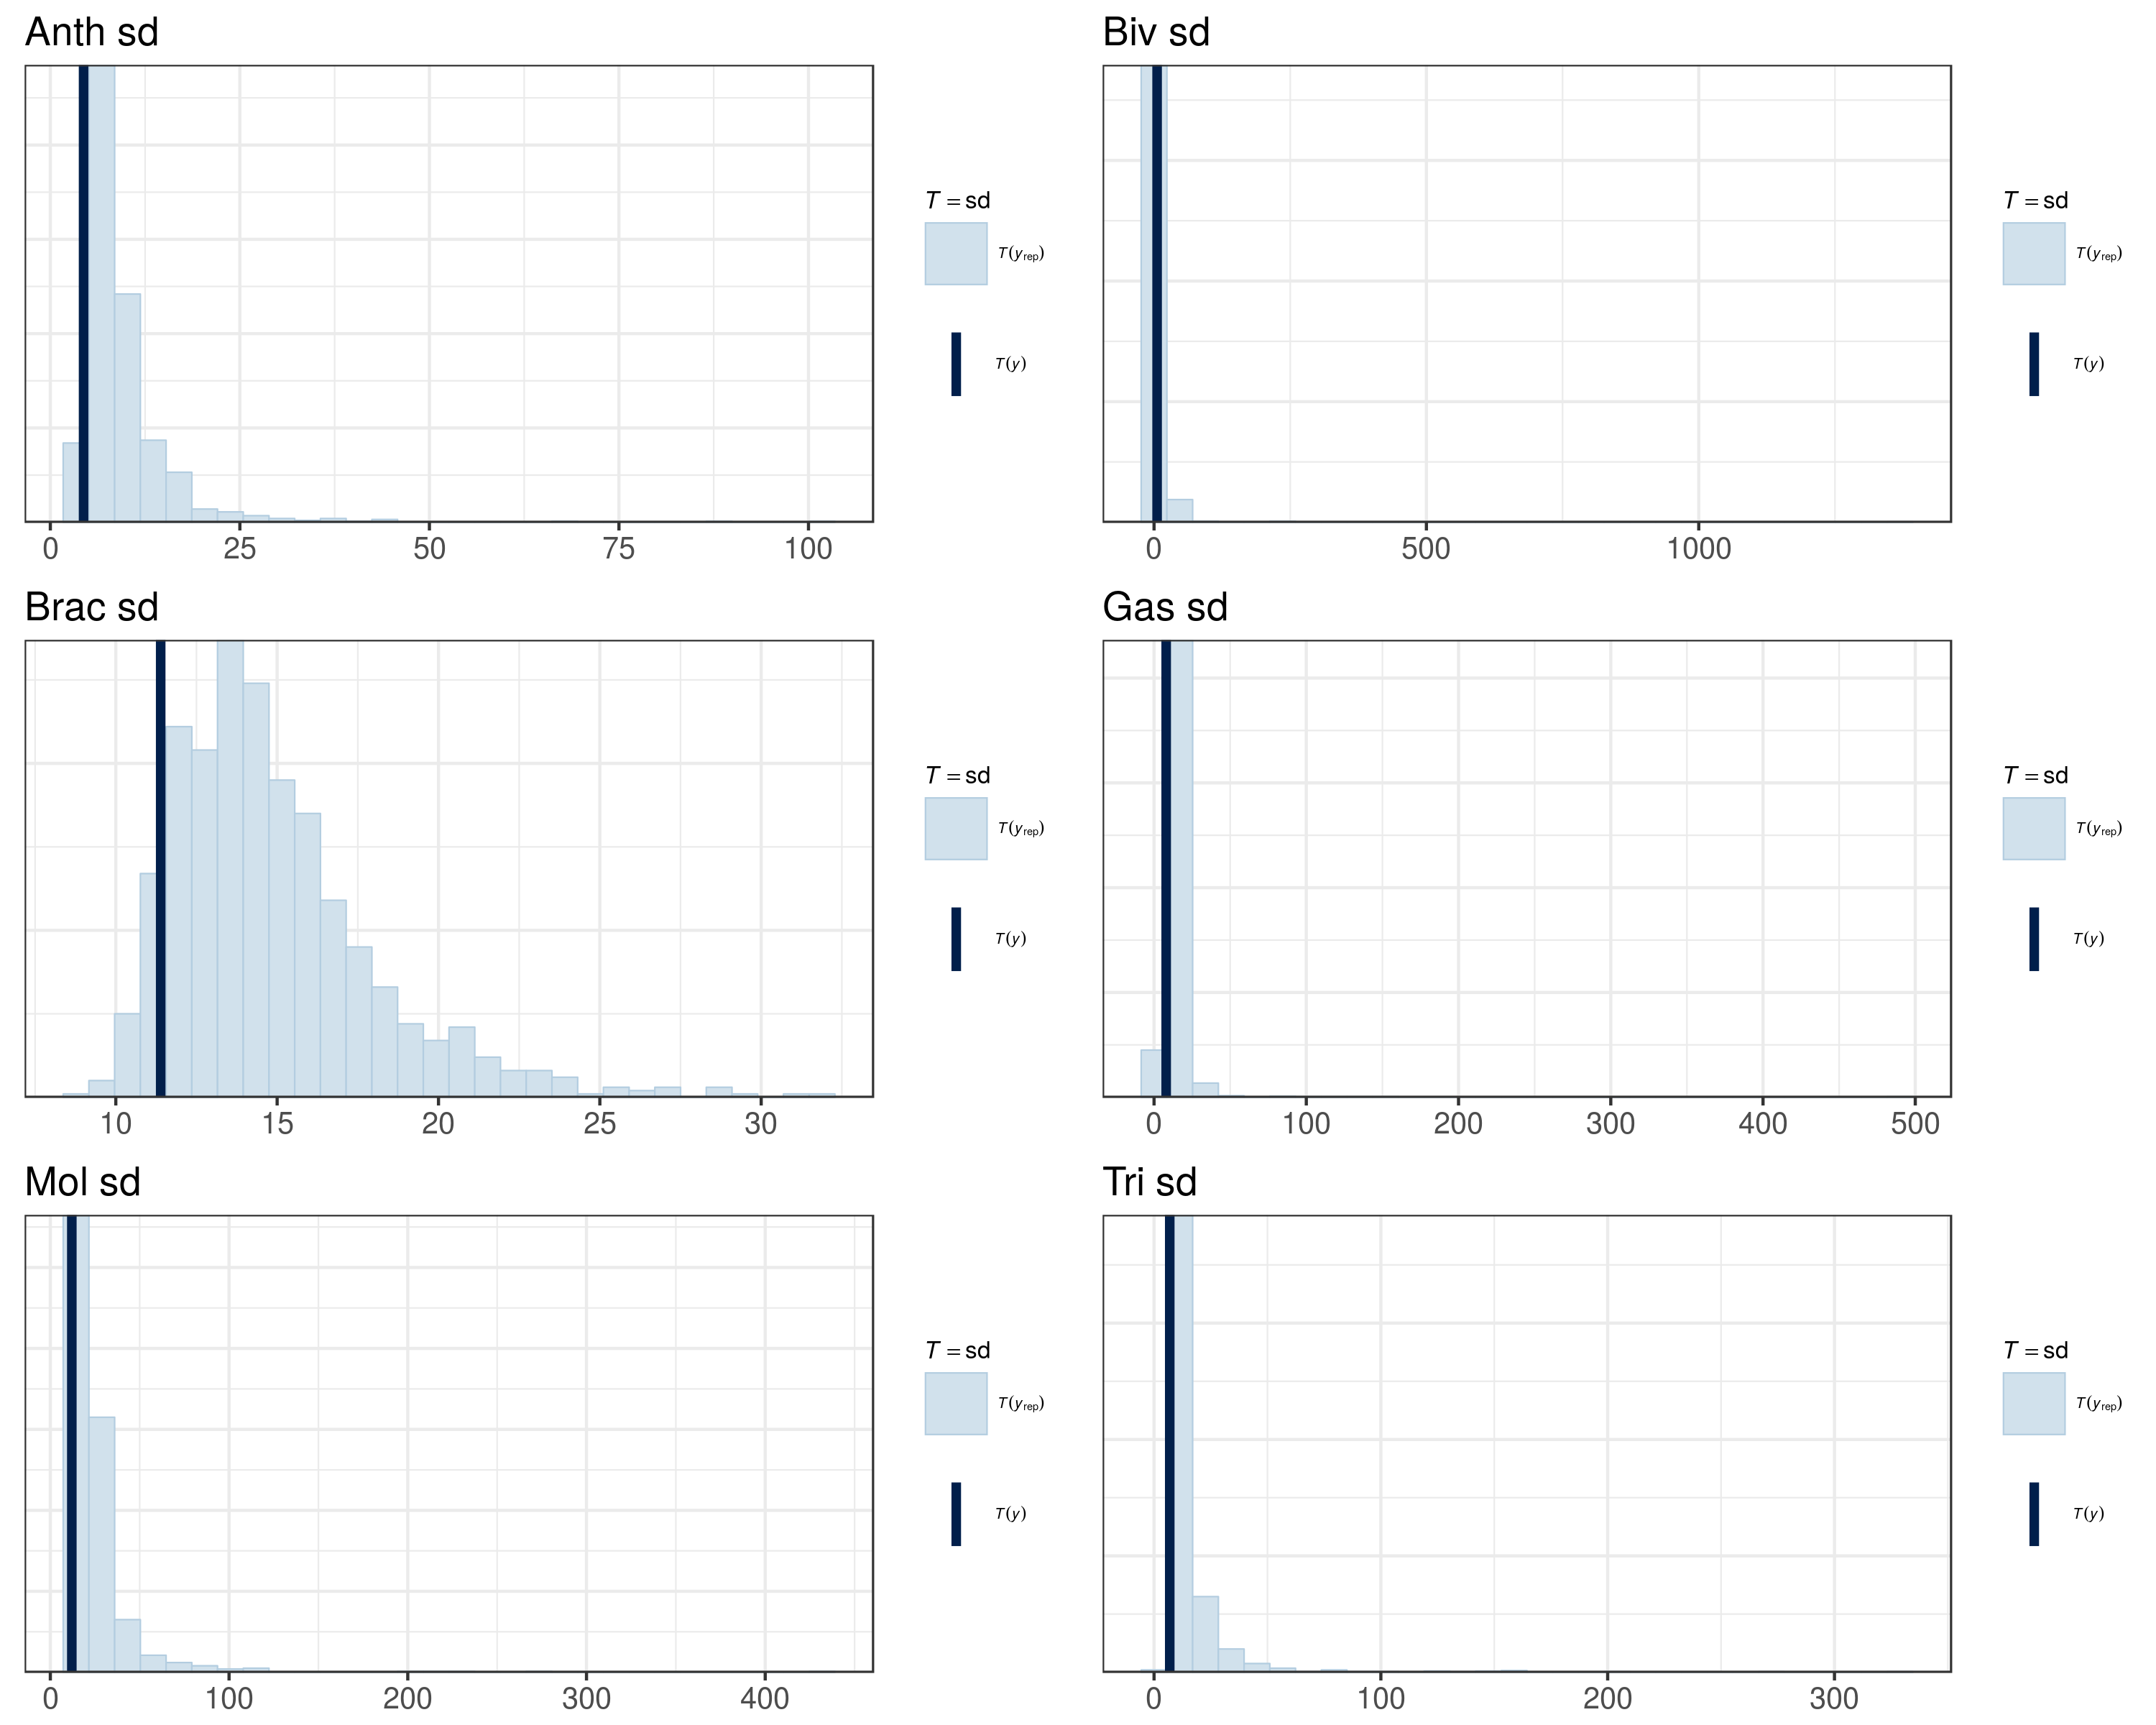 Anth sd
T = sd
T(yrep)
T(y)
0 25 50 75 100
Biv sd
T = sd
T(yrep)
T(y)
0 500 1000
Brac sd
T = sd
T(yrep)
T(y)
10 15 20 25 30
Gas sd
T = sd
T(yrep)
T(y)
0 100 200 300 400 500
Mol sd
T = sd
T(yrep)
T(y)
0 100 200 300 400
Tri sd
T = sd
T(yrep)
T(y)
0 100 200 300